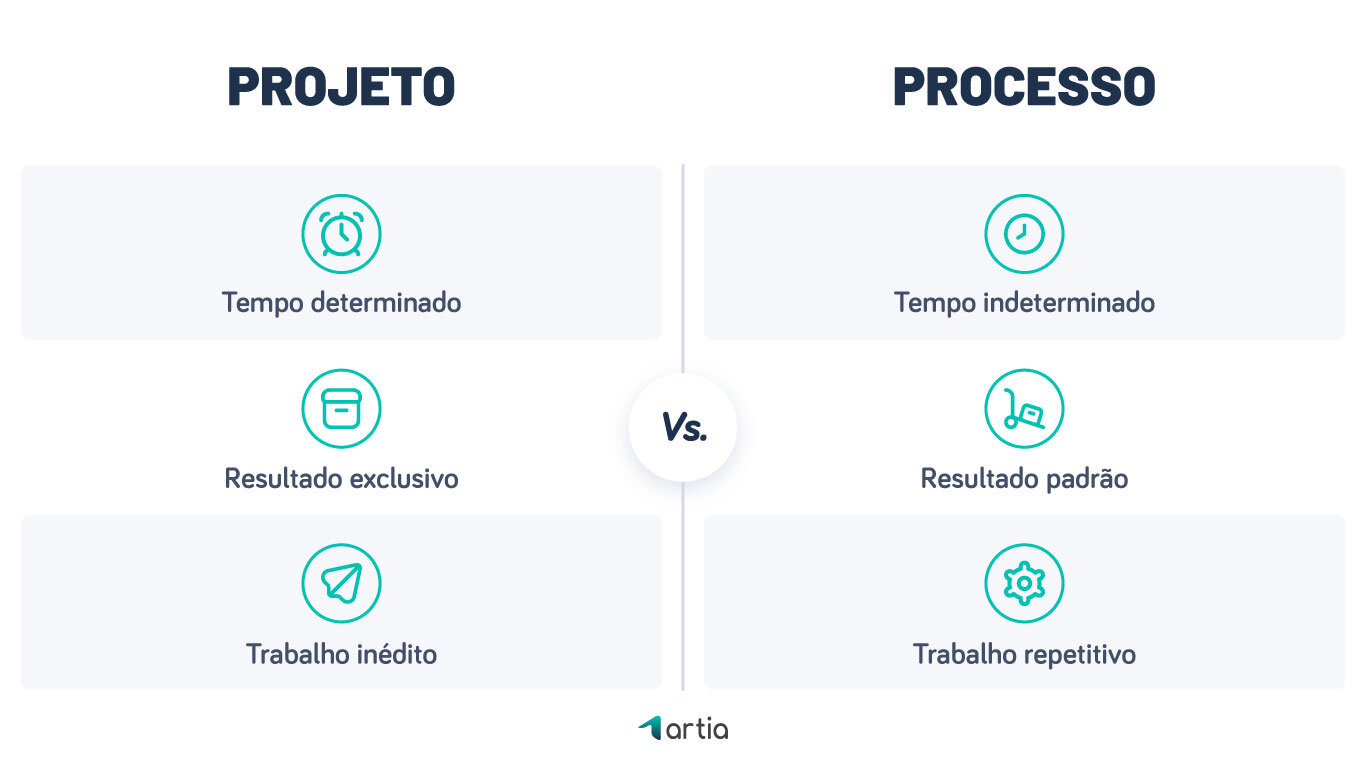 PROJETO
PROCESSO
Tempo determinado
Tempo indeterminado
Resultado exclusivo
Vs.
Resultado padrão
Trabalho inédito
Trabalho repetitivo
artia